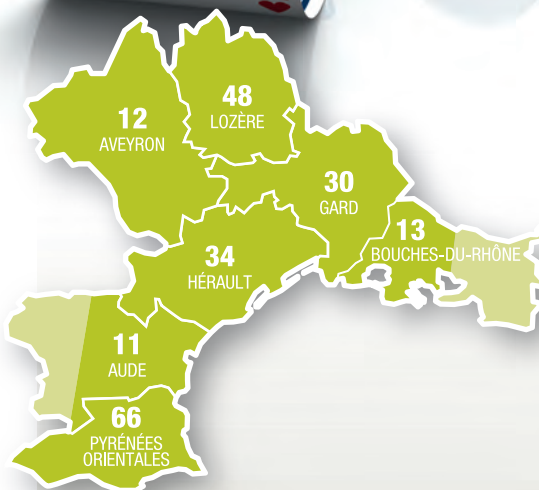 12
AVEYRON
48
LOZÈRE
30
GARD
13
BOUCHES-DU-RHÔNE
34
HÉRAULT
11
AUDE
66
PYRÉNÉES
ORIENTALES